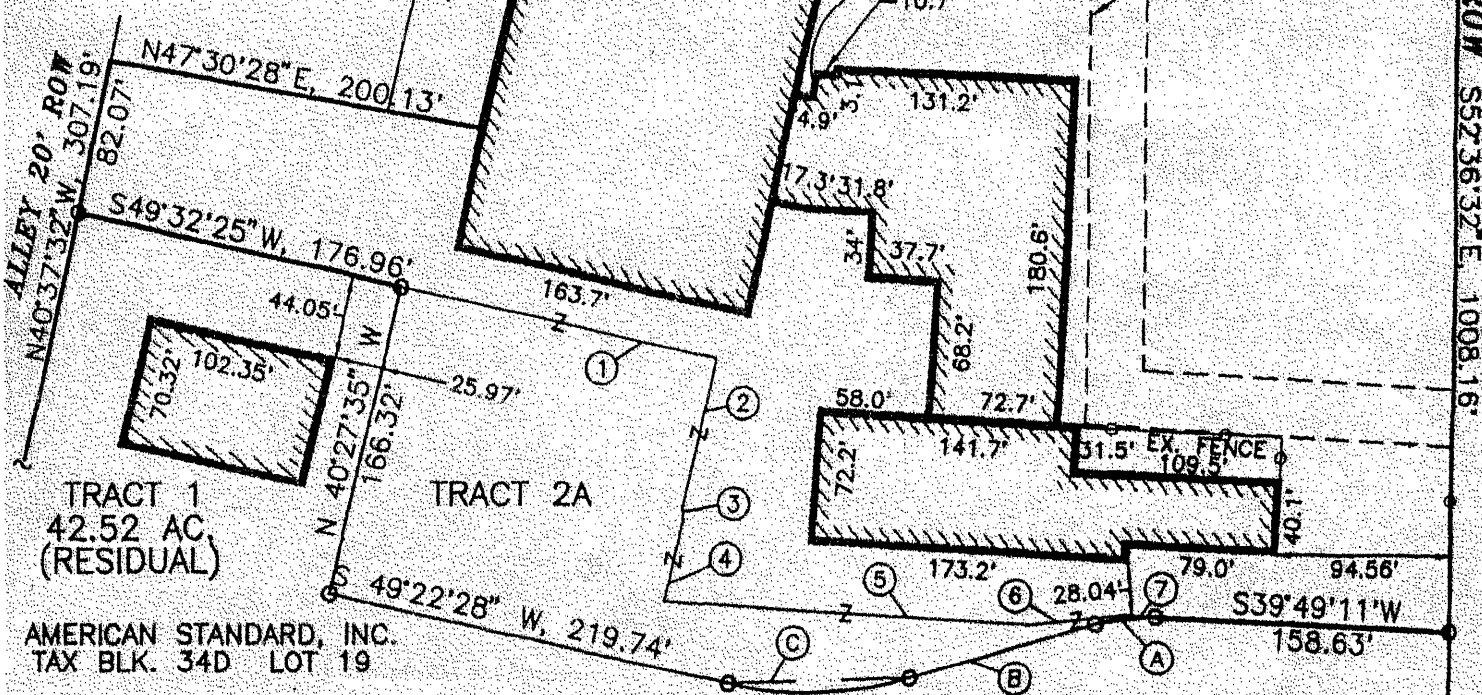 10.7'
N47°30'28"E, 200.13'
ALLEY 20' ROW
N40°37'32"W, 307.19'
82.07'
131.2'
4.9'
3.1'
17.3'
31.8'
34'
37.7'
180.6'
68.2'
S49°32'25"W, 176.96'
163.7'
44.05'
102.35'
70.32'
25.97'
N 40°27'35" W
166.32'
1
2
3
4
5
6
7
58.0'
72.7'
141.7'
72.2'
31.5'
EX. FENCE
109.5'
40.1'
173.2'
79.0'
94.56'
28.04'
S39°49'11"W
158.63'
ROW S52°36'32"E, 1008.16'
TRACT 1
42.52 AC.
(RESIDUAL)
TRACT 2A
S 49°22'28" W, 219.74'
A
B
C
AMERICAN STANDARD, INC.
TAX BLK. 34D LOT 19